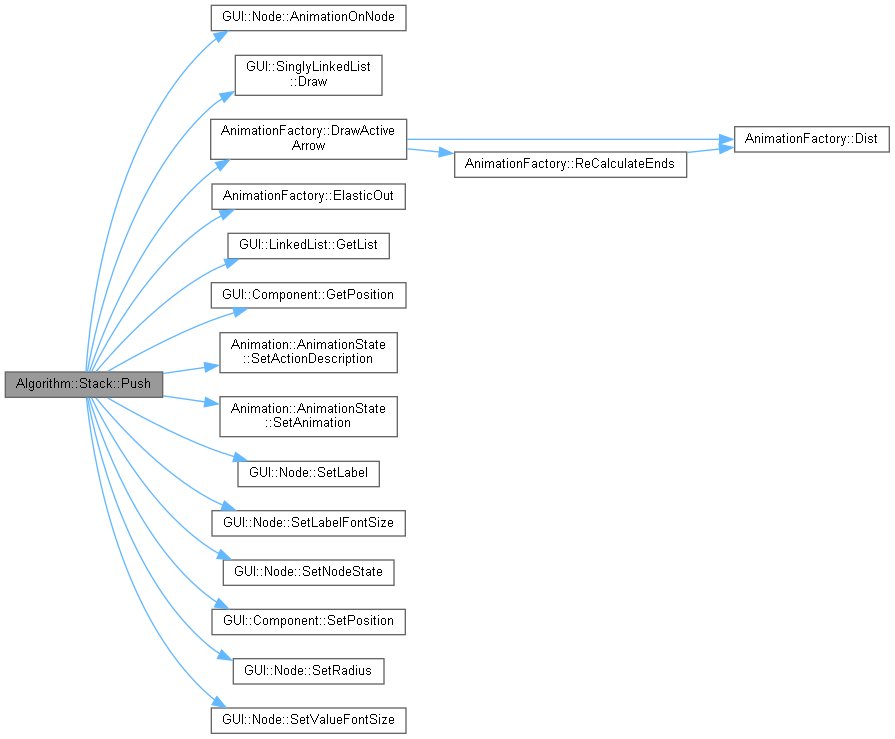 GUI::Node::AnimationOnNode
GUI::SinglyLinkedList
::Draw
AnimationFactory::DrawActive
Arrow
AnimationFactory::Dist
AnimationFactory::ReCalculateEnds
AnimationFactory::ElasticOut
GUI::LinkedList::GetList
GUI::Component::GetPosition
Animation::AnimationState
::SetActionDescription
Algorithm::Stack::Push
Animation::AnimationState
::SetAnimation
GUI::Node::SetLabel
GUI::Node::SetLabelFontSize
GUI::Node::SetNodeState
GUI::Component::SetPosition
GUI::Node::SetRadius
GUI::Node::SetValueFontSize